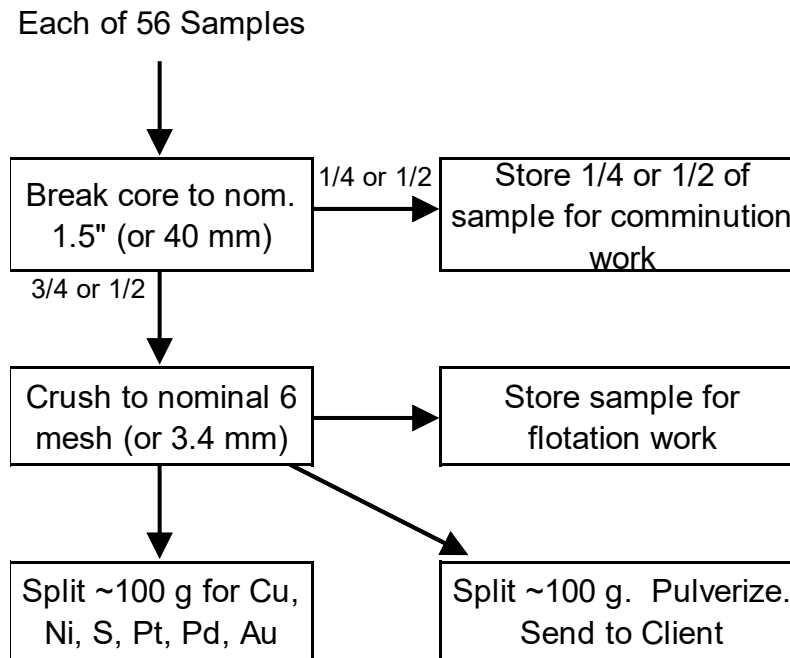 Each of 56 Samples
Break core to nom.
1.5" (or 40 mm)
1/4 or 1/2
Store 1/4 or 1/2 of
sample for comminution
work
3/4 or 1/2
Crush to nominal 6
mesh (or 3.4 mm)
Store sample for
flotation work
Split ~100 g for Cu,
Ni, S, Pt, Pd, Au
Split ~100 g.  Pulverize.
Send to Client